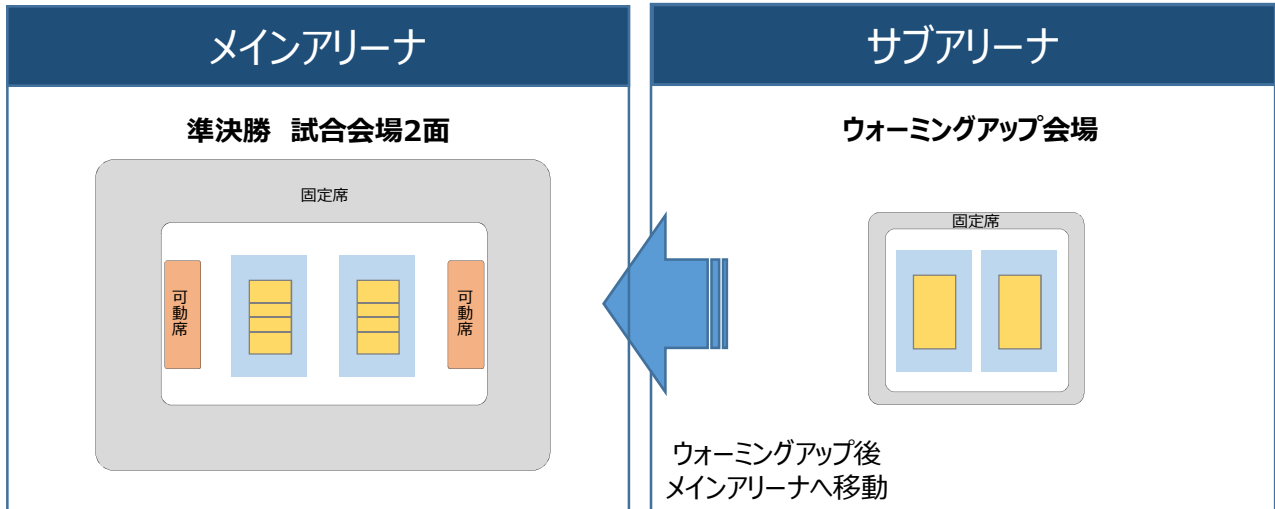 メインアリーナ
準決勝 試合会場2面
固定席
可動席
可動席
サブアリーナ
ウォーミングアップ会場
固定席
ウォーミングアップ後
メインアリーナへ移動